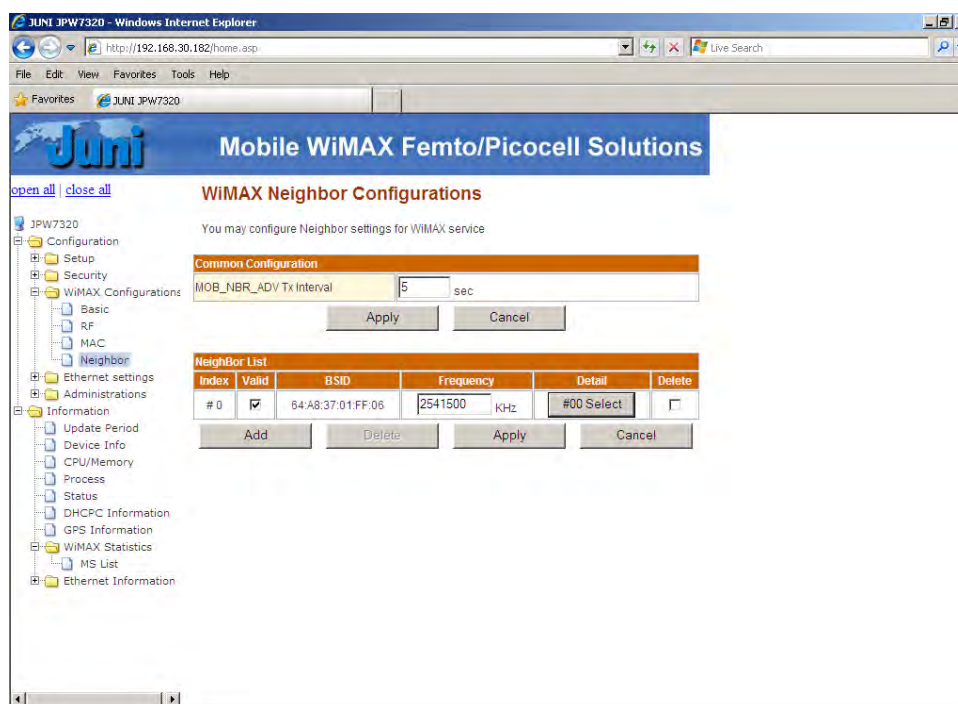 JUNI JPW7320 - Windows Internet Explorer
http://192.168.30.182/home.asp
Live Search
File Edit View Favorites Tools Help
Favorites JUNI JPW7320
Juni Mobile WiMAX Femto/Picocell Solutions
open all | close all
JPW7320
Configuration
Setup
Security
WiMAX Configurations
Basic
RF
MAC
Neighbor
Ethernet settings
Administrations
Information
Update Period
Device Info
CPU/Memory
Process
Status
DHCPC Information
GPS Information
WiMAX Statistics
MS List
Ethernet Information
WiMAX Neighbor Configurations
You may configure Neighbor settings for WiMAX service
Common Configuration
MOB_NBR_ADV Tx Interval 5 sec
Apply Cancel
NeighBor List
Index Valid BSID Frequency Detail Delete
# 0 64:A8:37:01:FF:06 2541500 KHz #00 Select
Add Delete Apply Cancel